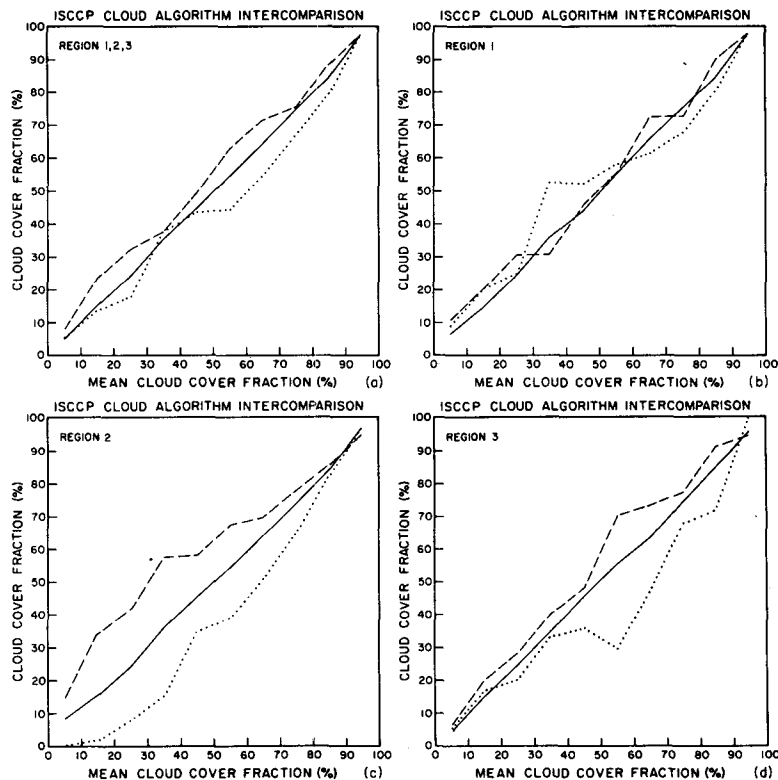 ISCCP CLOUD ALGORITHM INTERCOMPARISON
REGION 1,2,3
CLOUD COVER FRACTION (%)
100
90
80
70
60
50
40
30
20
10
0
0 10 20 30 40 50 60 70 80 90 100
MEAN CLOUD COVER FRACTION (%) (a)
ISCCP CLOUD ALGORITHM INTERCOMPARISON
REGION 1
CLOUD COVER FRACTION (%)
100
90
80
70
60
50
40
30
20
10
0
0 10 20 30 40 50 60 70 80 90 100
MEAN CLOUD COVER FRACTION (%) (b)
ISCCP CLOUD ALGORITHM INTERCOMPARISON
REGION 2
CLOUD COVER FRACTION (%)
100
90
80
70
60
50
40
30
20
10
0
0 10 20 30 40 50 60 70 80 90 100
MEAN CLOUD COVER FRACTION (%) (c)
ISCCP CLOUD ALGORITHM INTERCOMPARISON
REGION 3
CLOUD COVER FRACTION (%)
100
90
80
70
60
50
40
30
20
10
0
0 10 20 30 40 50 60 70 80 90 100
MEAN CLOUD COVER FRACTION (%) (d)